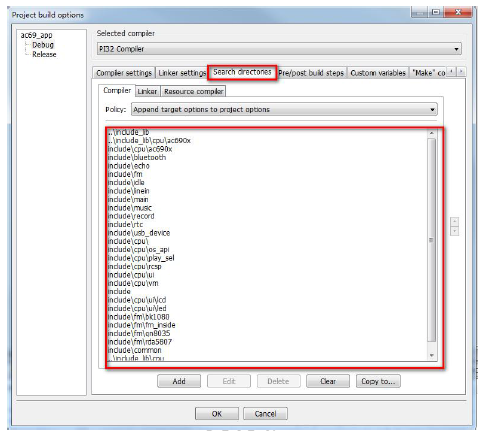 Project build options
ac69_app
Debug
Release
Selected compiler
PI32 Compiler
Compiler settings
Linker settings
Search directories
Pre/post build steps
Custom variables
"Make" co
Compiler
Linker
Resource compiler
Policy:
Append target options to project options
..\include_lib
..\include_lib\cpu\ac690x
include\cpu\ac690x
include\bluetooth
include\echo
include\fm
include\idle
include\linein
include\main
include\music
include\record
include\rtc
include\usb_device
include\cpu\
include\cpu\os_api
include\cpu\play_sel
include\cpu\rcsp
include\cpu\ui
include\cpu\vm
include
include\cpu\ui\lcd
include\cpu\ui\led
include\fm\bk1080
include\fm\fm_inside
include\fm\qn8035
include\fm\rda5807
include\common
..\include_lib\cpu
Add
Edit
Delete
Clear
Copy to...
OK
Cancel